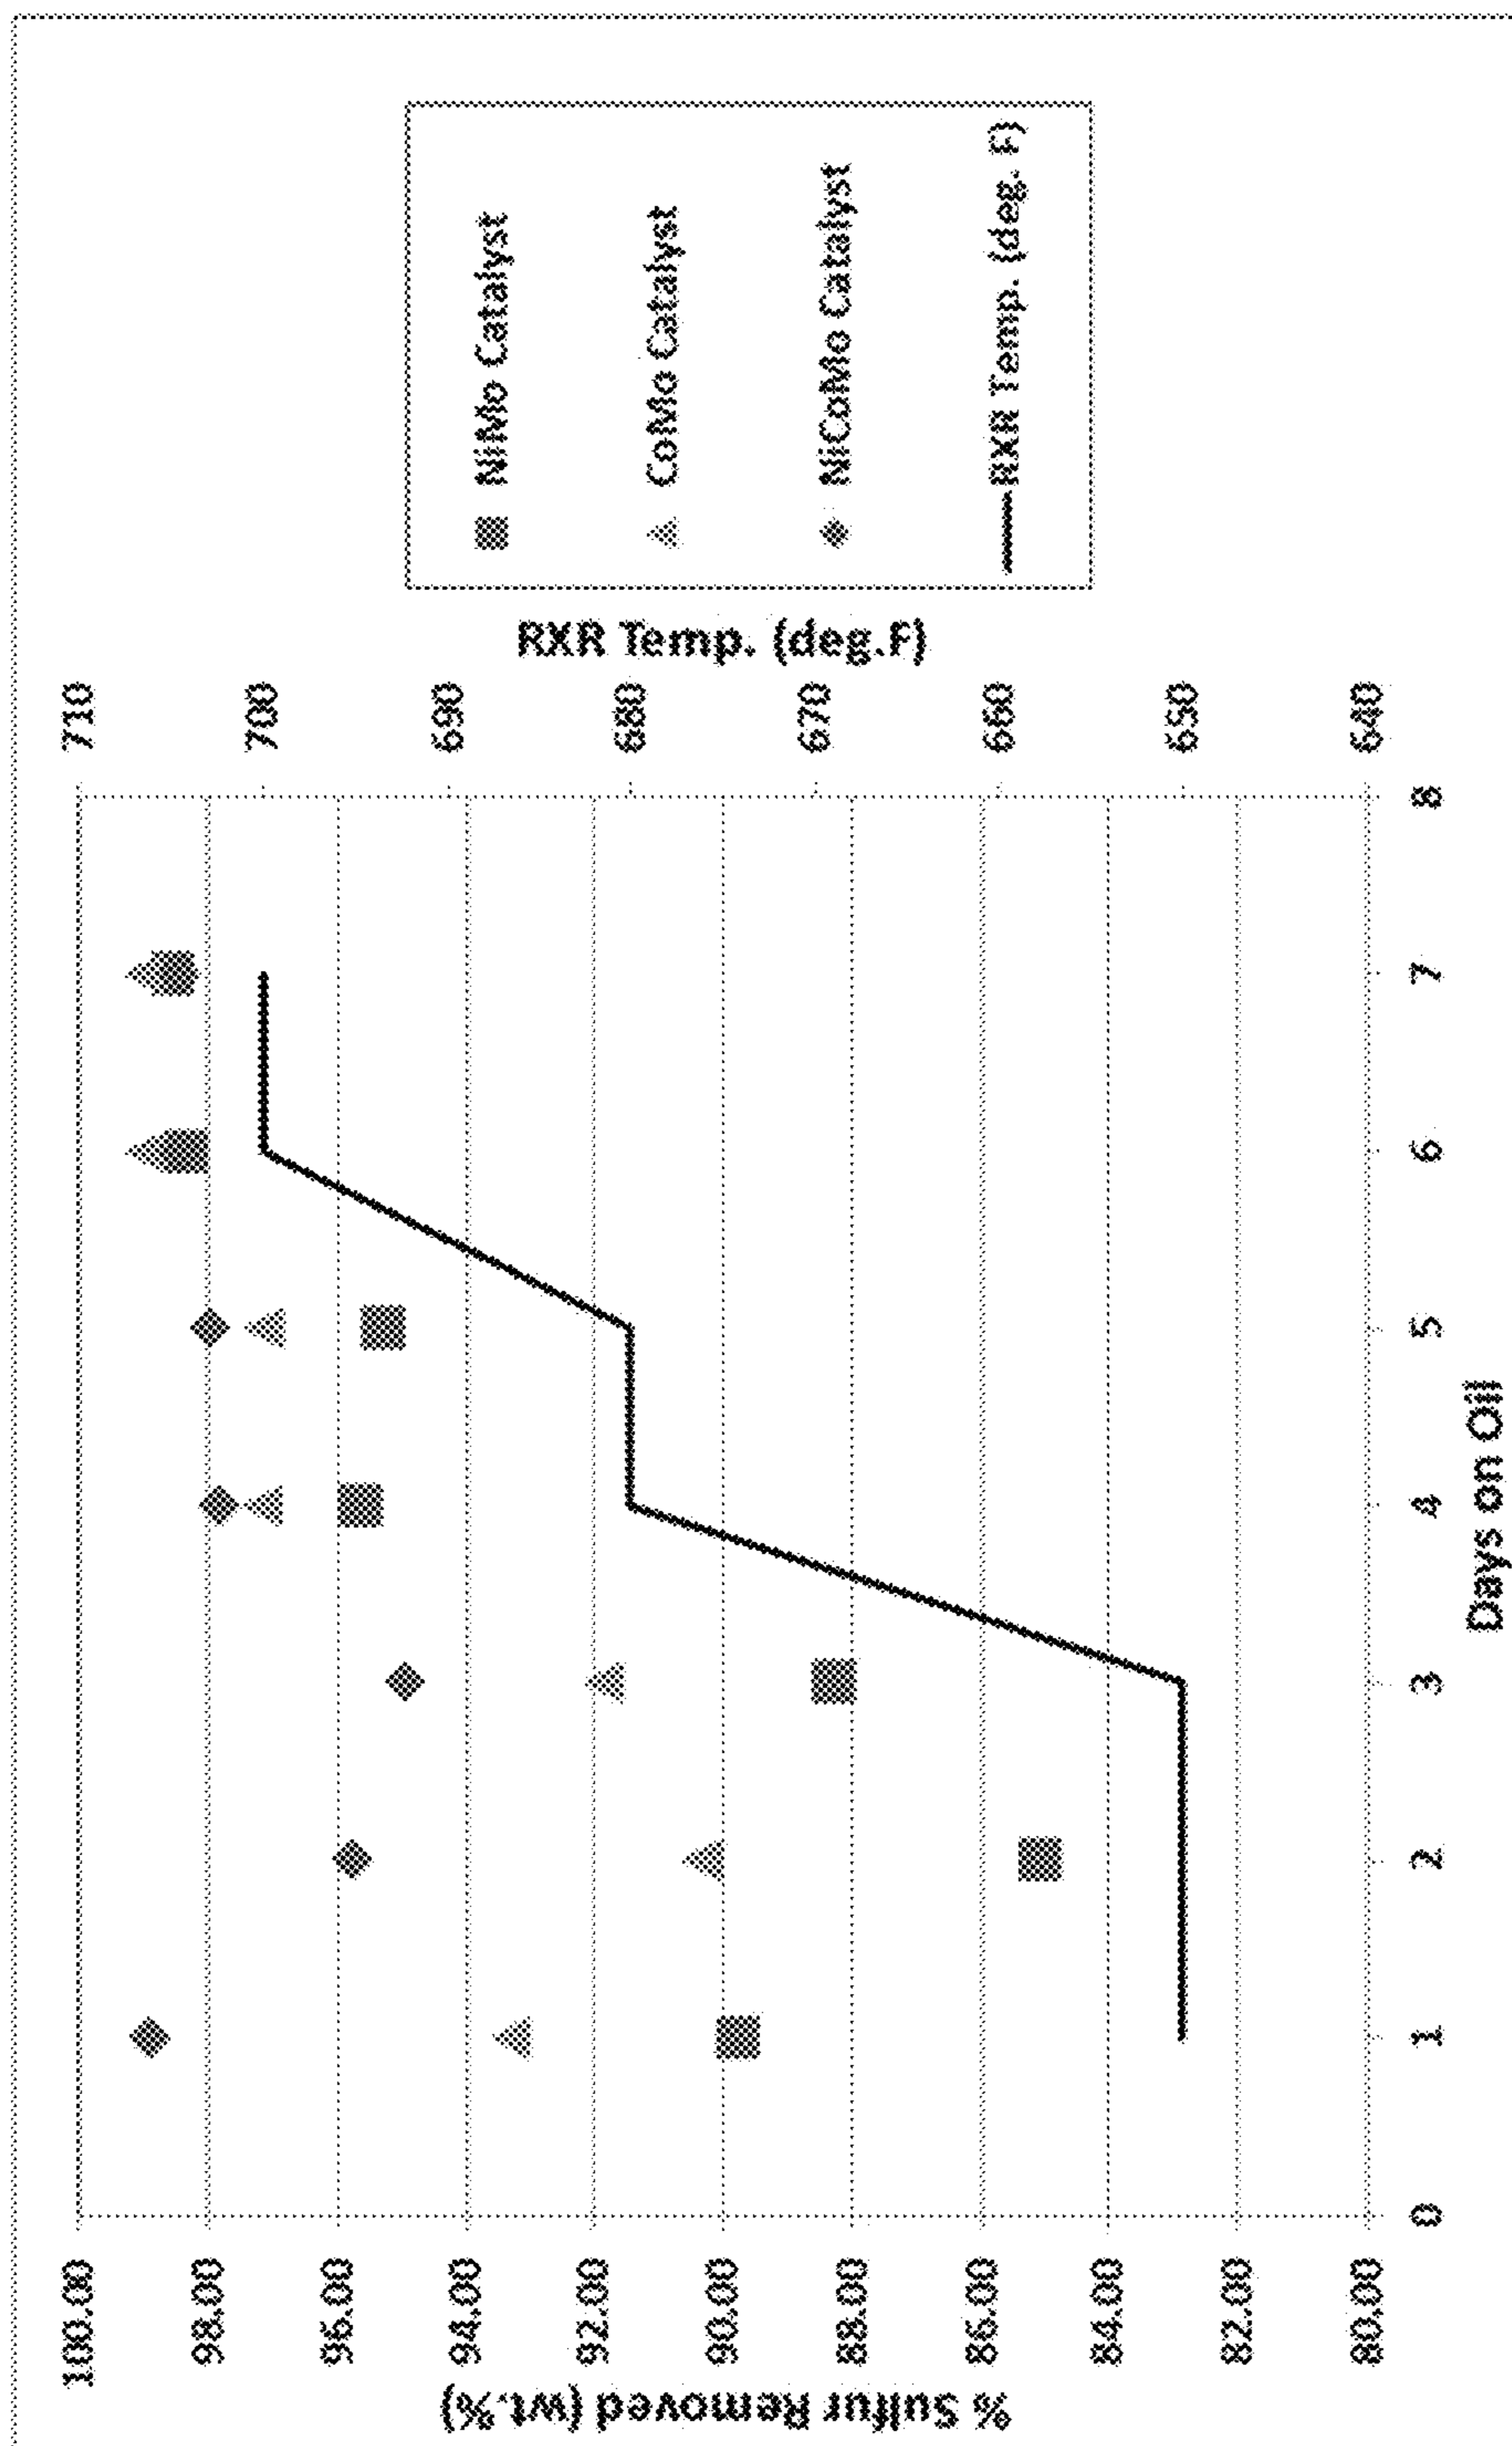 100.00
98.00
96.00
94.00
92.00
90.00
88.00
86.00
84.00
82.00
80.00
% Sulfur Removed (wt.%)
0 1 2 3 4 5 6 7 8
Days on Oil
710
700
690
680
670
660
650
640
RXR Temp. (deg.F)
NiMo Catalyst
CoMo Catalyst
NiCoMo Catalyst
RXR Temp. (deg. F)